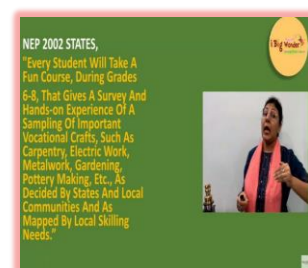 NEP 2002 STATES,
"Every Student Will Take A
Fun Course, During Grades
6-8, That Gives A Survey And
Hands-on Experience Of A
Sampling Of Important
Vocational Crafts, Such As
Carpentry, Electric Work,
Metalwork, Gardening,
Pottery Making, Etc., As
Decided By States And Local
Communities And As
Mapped By Local Skilling
Needs."
i Bag Wonder